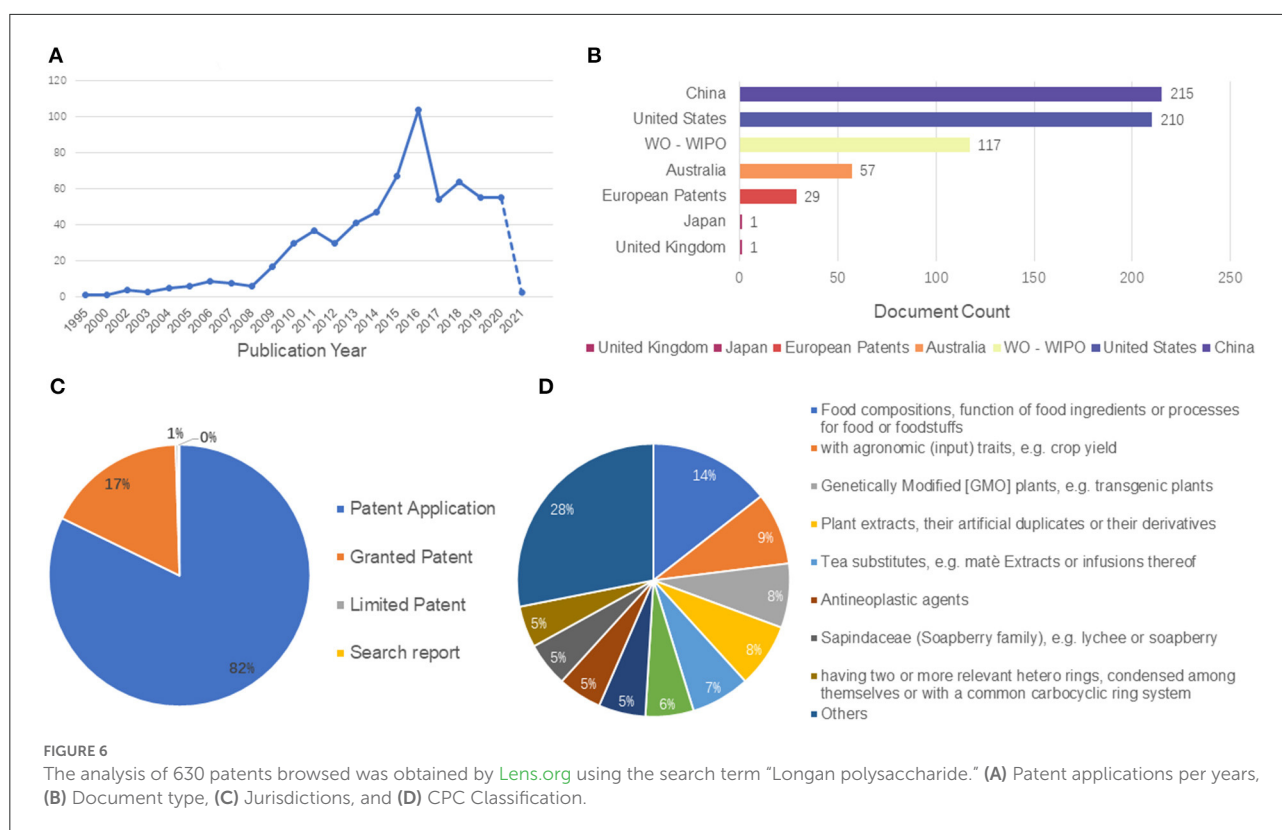 A
120
100
80
60
40
20
0
1995
2000
2002
2003
2004
2005
2006
2007
2008
2009
2010
2011
2012
2013
2014
2015
2016
2017
2018
2019
2020
2021
Publication Year
B
China
215
United States
210
WO - WIPO
117
Australia
57
European Patents
29
Japan
1
United Kingdom
1
0
50
100
150
200
250
Document Count
United Kingdom Japan European Patents Australia WO - WIPO United States China
C
1%
0%
17%
82%
Patent Application
Granted Patent
Limited Patent
Search report
D
14%
9%
8%
8%
7%
6%
5%
5%
5%
5%
28%
Food compositions, function of food ingredients or processes
for food or foodstuffs
with agronomic (input) traits, e.g. crop yield
Genetically Modified [GMO] plants, e.g. transgenic plants
Plant extracts, their artificial duplicates or their derivatives
Tea substitutes, e.g. matè Extracts or infusions thereof
Antineoplastic agents
Sapindaceae (Soapberry family), e.g. lychee or soapberry
having two or more relevant hetero rings, condensed among
themselves or with a common carbocyclic ring system
Others
FIGURE 6
The analysis of 630 patents browsed was obtained by Lens.org using the search term “Longan polysaccharide.” (A) Patent applications per years,
(B) Document type, (C) Jurisdictions, and (D) CPC Classification.